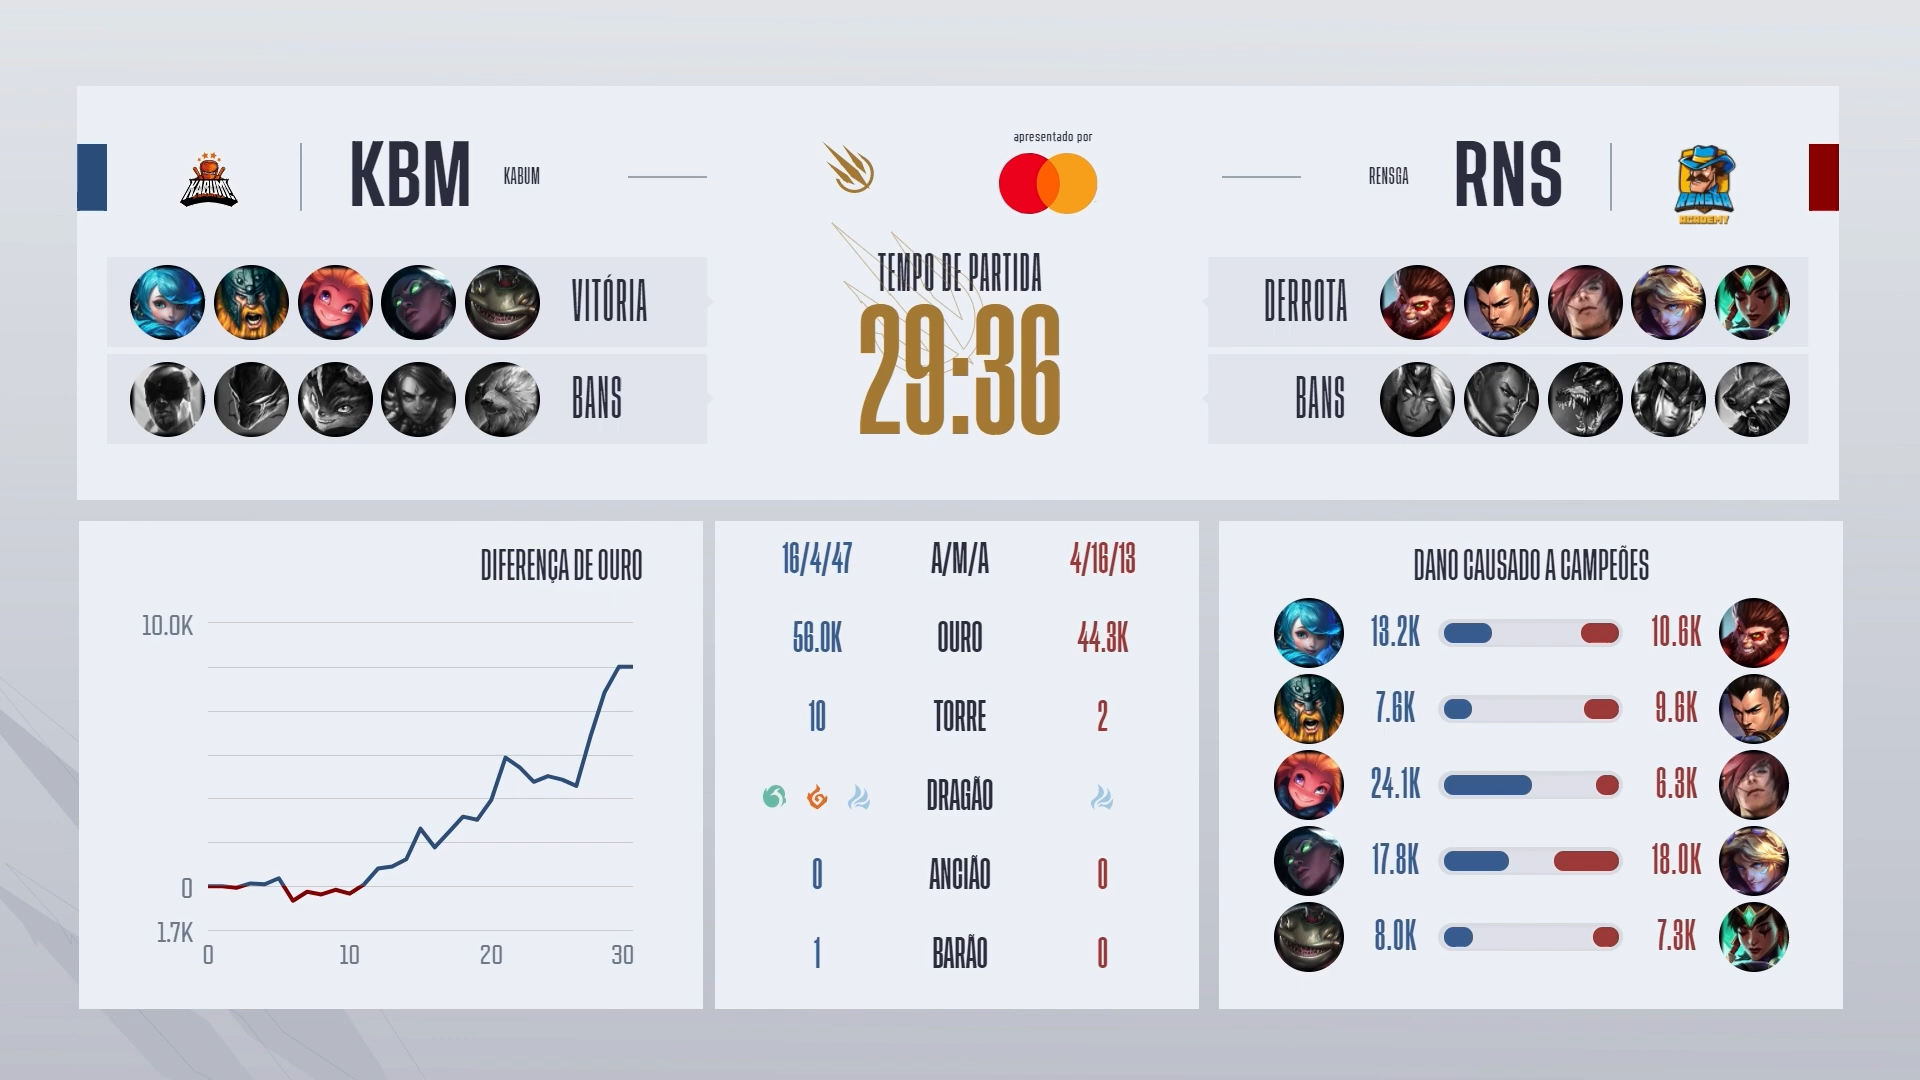 apresentado por
KBM
KABUM
RENSGA
RNS
KABUM!
RENSGA
ACADEMY
VITÓRIA
TEMPO DE PARTIDA
DERROTA
BANS
29:36
BANS
DIFERENÇA DE OURO
10.0K
0
1.7K
0 10 20 30
16/4/47 A/M/A 4/16/13
56.0K OURO 44.3K
10 TORRE 2
DRAGÃO
0 ANCIÃO 0
1 BARÃO 0
DANO CAUSADO A CAMPEÕES
13.2K 10.6K
7.6K 9.6K
24.1K 6.3K
17.8K 18.0K
8.0K 7.3K